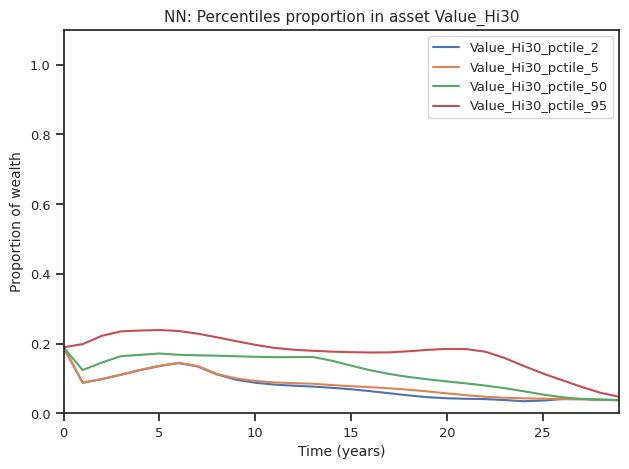 NN: Percentiles proportion in asset Value_Hi30
Value_Hi30_pctile_2
Value_Hi30_pctile_5
Value_Hi30_pctile_50
Value_Hi30_pctile_95
Proportion of wealth
1.0
0.8
0.6
0.4
0.2
0.0
0 5 10 15 20 25
Time (years)